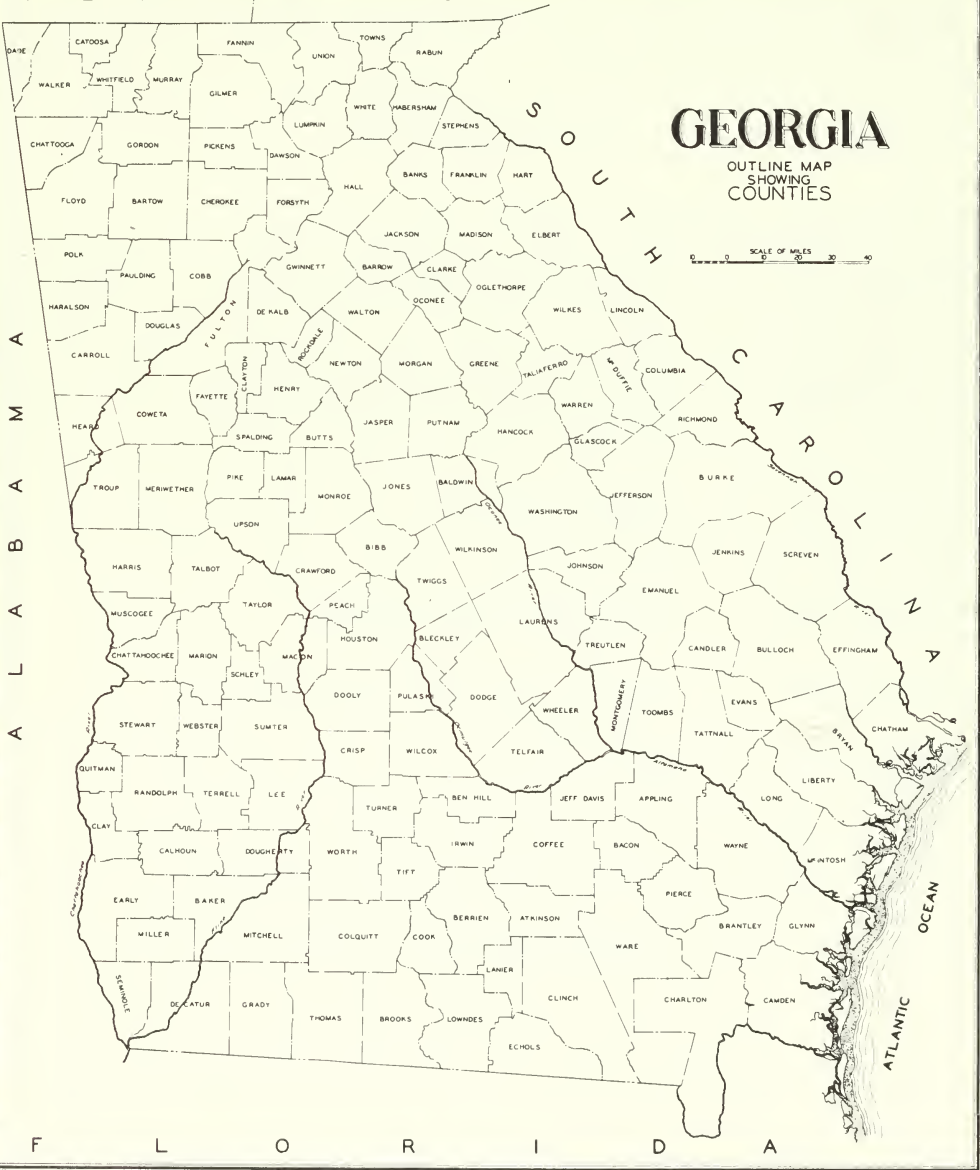 GEORGIA
OUTLINE MAP
SHOWING
COUNTIES
SCALE OF MILES
10 0 10 20 30 40
SOUTH CAROLINA
ALABAMA
FLORIDA
ATLANTIC OCEAN
DADE
CATOOSA
FANNIN
TOWNS
UNION
RABUN
WALKER
WHITFIELD
MURRAY
GILMER
WHITE
HABERSHAM
LUMPKIN
STEPHENS
CHATTOOGA
GORDON
PICKENS
DAWSON
HALL
BANKS
FRANKLIN
HART
FLOYD
BARTOW
CHEROKEE
FORSYTH
JACKSON
MADISON
ELBERT
POLK
PAULDING
COBB
GWINNETT
BARROW
CLARKE
OGLETHORPE
OCONEE
HARALSON
DOUGLAS
FULTON
DE KALB
WALTON
WILKES
LINCOLN
CARROLL
CLAYTON
ROCKDALE
NEWTON
MORGAN
GREENE
TALIAFERRO
McDUFFIE
COLUMBIA
HEARD
COWETA
FAYETTE
HENRY
JASPER
PUTNAM
HANCOCK
WARREN
GLASCOCK
RICHMOND
SPALDING
BUTTS
TROUP
MERIWETHER
PIKE
LAMAR
MONROE
JONES
BALDWIN
Oconee
WASHINGTON
JEFFERSON
BURKE
Savannah
UPSON
BIBB
WILKINSON
JENKINS
SCREVEN
HARRIS
TALBOT
CRAWFORD
TWIGGS
JOHNSON
EMANUEL
MUSCOGEE
TAYLOR
PEACH
LAURENS
River
CHATTAHOOCHEE
MARION
MACON
HOUSTON
BLECKLEY
TREUTLEN
CANDLER
BULLOCH
EFFINGHAM
SCHLEY
DOOLY
PULASKI
DODGE
WHEELER
MONTGOMERY
TOOMBS
EVANS
STEWART
WEBSTER
SUMTER
CRISP
WILCOX
TELFAIR
TATTNALL
BRYAN
CHATHAM
QUITMAN
RANDOLPH
TERRELL
LEE
TURNER
BEN HILL
River
JEFF DAVIS
APPLING
Altamaha
LONG
LIBERTY
CLAY
CALHOUN
DOUGHERTY
WORTH
IRWIN
COFFEE
BACON
WAYNE
McINTOSH
TIFT
EARLY
BAKER
PIERCE
Chattahoochee
MILLER
MITCHELL
COLQUITT
COOK
BERRIEN
ATKINSON
WARE
BRANTLEY
GLYNN
SEMINOLE
DECATUR
GRADY
THOMAS
BROOKS
LOWNDES
LANIER
CLINCH
CHARLTON
CAMDEN
ECHOLS